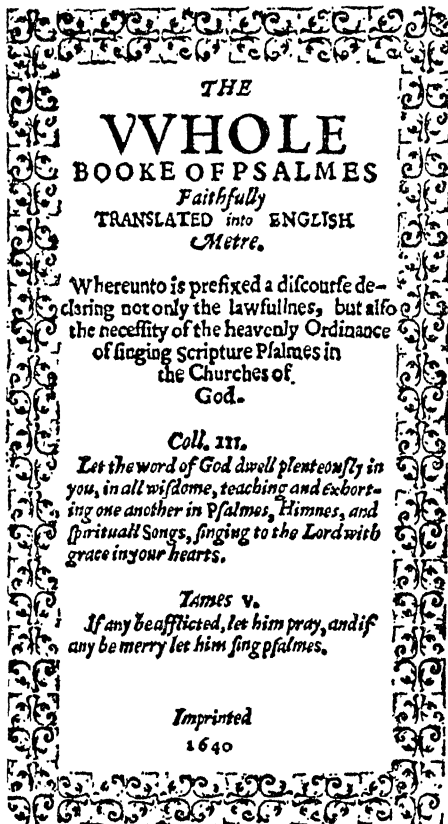 THE
VVHOLE
BOOKE OF PSALMES
Faithfully
TRANSLATED into ENGLISH
Metre.
Whereunto is prefixed a diſcourſe de-
claring not only the lawfullnes, but alſo
the neceſſity of the heavenly Ordinance
of ſinging Scripture Pſalmes in
the Churches of
God.
Coll. III.
Let the word of God dwell plenteouſly in
you, in all wiſdome, teaching and exhort-
ing one another in Pſalmes, Himnes, and
ſpirituall Songs, ſinging to the Lord with
grace in your hearts.
Iames V.
If any be afflicted, let him pray, and if
any be merry let him ſing pſalmes.
Imprinted
1640